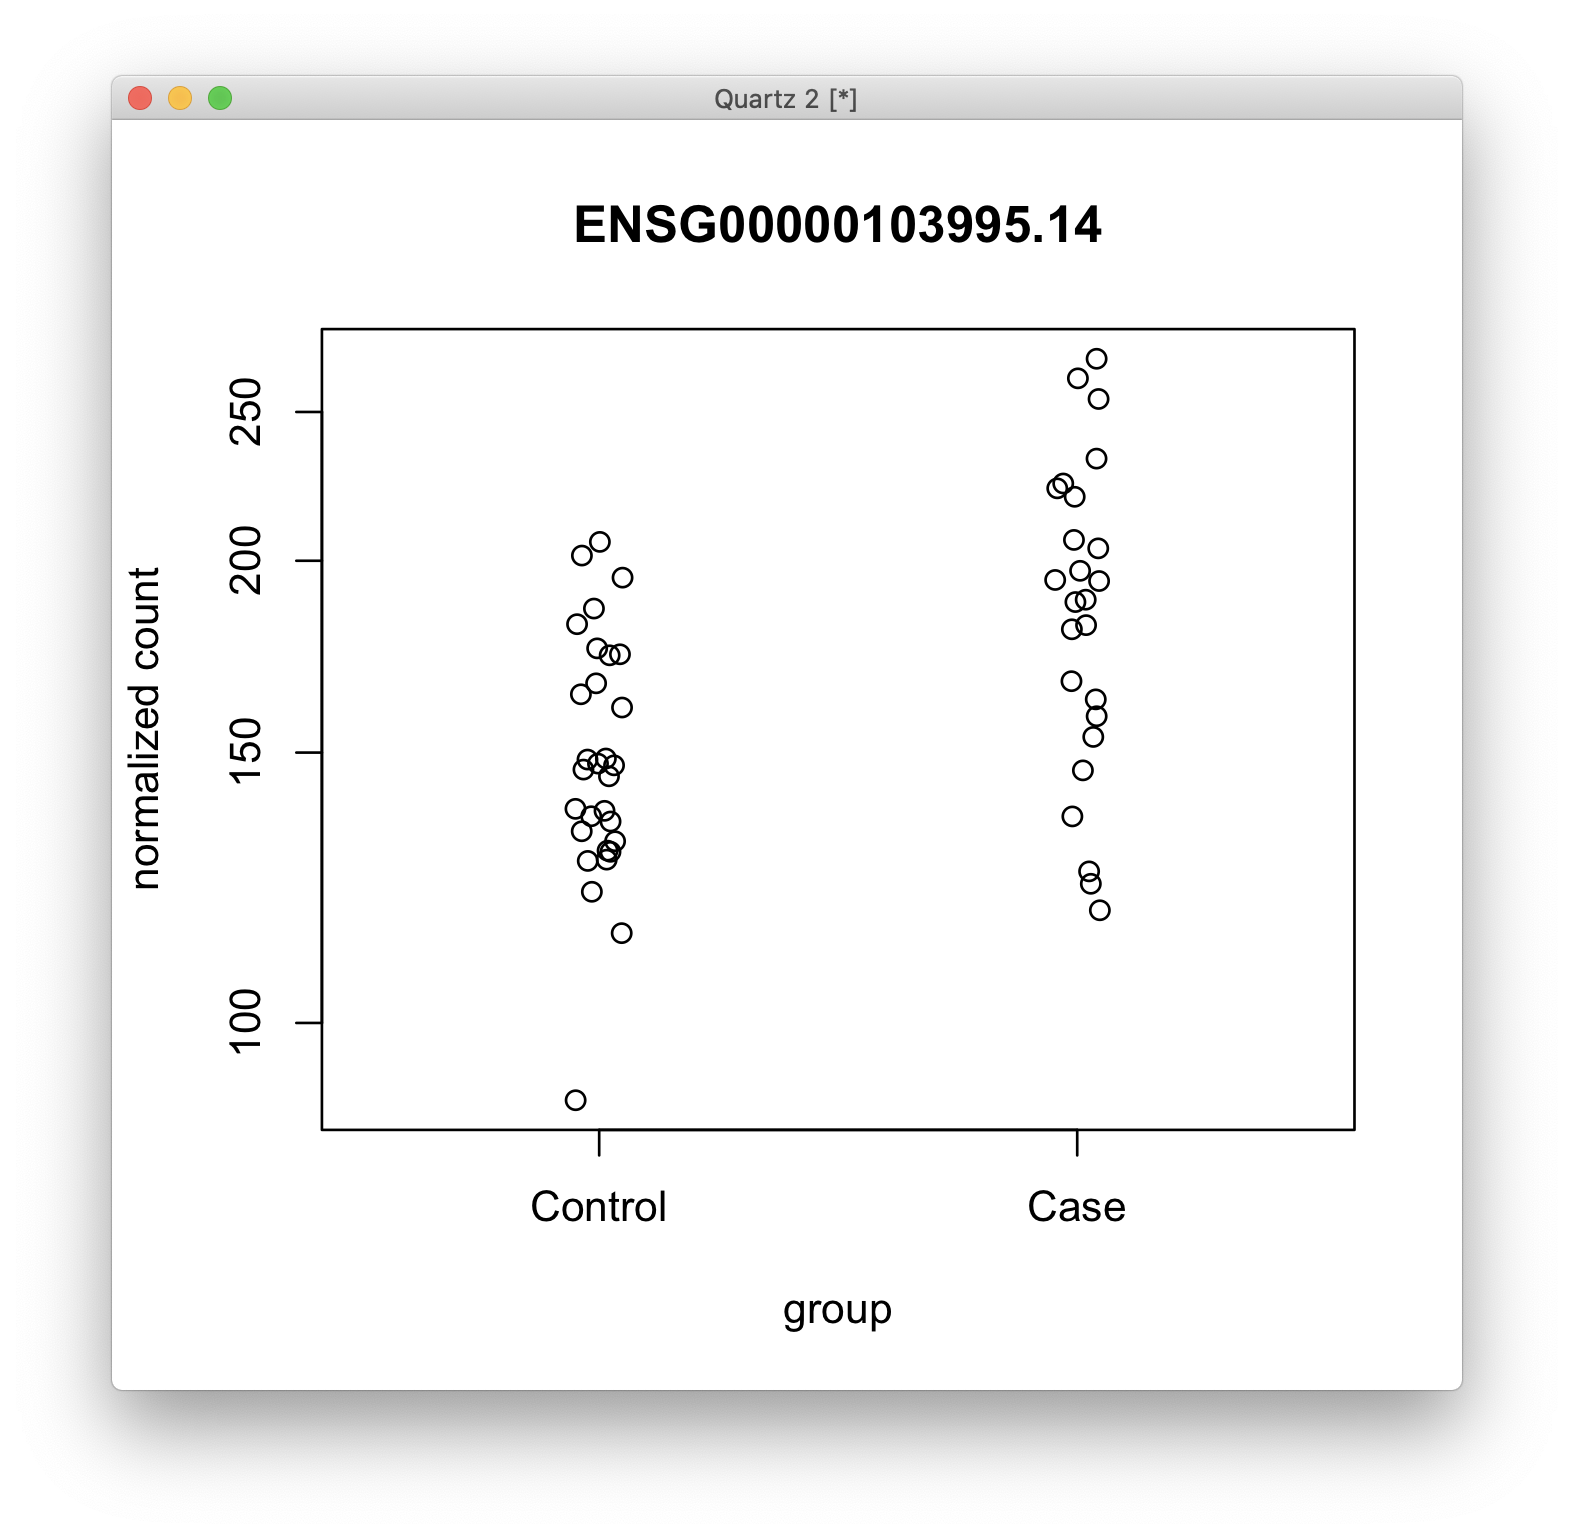 Quartz 2 [*]
ENSG00000103995.14
250
200
150
100
normalized count
Control
Case
group